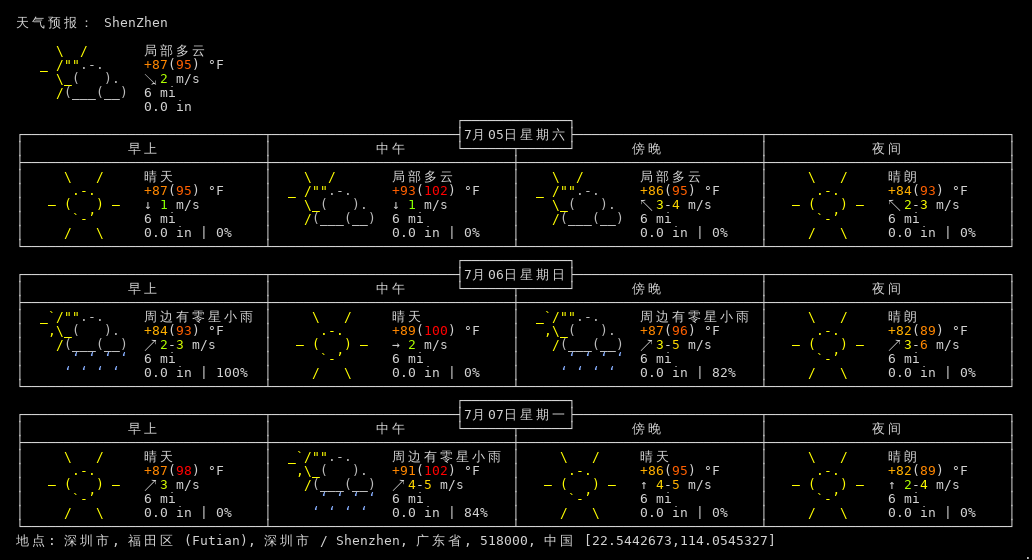 天气预报： ShenZhen
局部多云
+87(95) °F
↘ 2 m/s
6 mi
0.0 in
7月05日星期六
早上 中午 傍晚 夜间
晴天 局部多云 局部多云 晴朗
+87(95) °F +93(102) °F +86(95) °F +84(93) °F
↓ 1 m/s ↓ 1 m/s ↖ 3-4 m/s ↖ 2-3 m/s
6 mi 6 mi 6 mi 6 mi
0.0 in | 0% 0.0 in | 0% 0.0 in | 0% 0.0 in | 0%
7月06日星期日
早上 中午 傍晚 夜间
周边有零星小雨 晴天 周边有零星小雨 晴朗
+84(93) °F +89(100) °F +87(96) °F +82(89) °F
↗ 2-3 m/s → 2 m/s ↗ 3-5 m/s ↗ 3-6 m/s
6 mi 6 mi 6 mi 6 mi
0.0 in | 100% 0.0 in | 0% 0.0 in | 82% 0.0 in | 0%
7月07日星期一
早上 中午 傍晚 夜间
晴天 周边有零星小雨 晴天 晴朗
+87(98) °F +91(102) °F +86(95) °F +82(89) °F
↗ 3 m/s ↗ 4-5 m/s ↑ 4-5 m/s ↑ 2-4 m/s
6 mi 6 mi 6 mi 6 mi
0.0 in | 0% 0.0 in | 84% 0.0 in | 0% 0.0 in | 0%
地点: 深圳市, 福田区 (Futian), 深圳市 / Shenzhen, 广东省, 518000, 中国 [22.5442673,114.0545327]